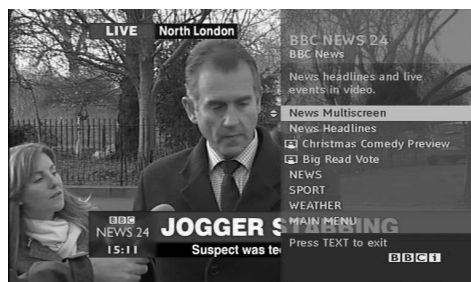 LIVE North London
BBC NEWS 24
BBC News
News headlines and live
events in video.
News Multiscreen
News Headlines
Christmas Comedy Preview
Big Read Vote
NEWS
SPORT
WEATHER
MAIN MENU
Press TEXT to exit
BBCi
BBC
NEWS 24
15:11
JOGGER STABBING
Suspect was